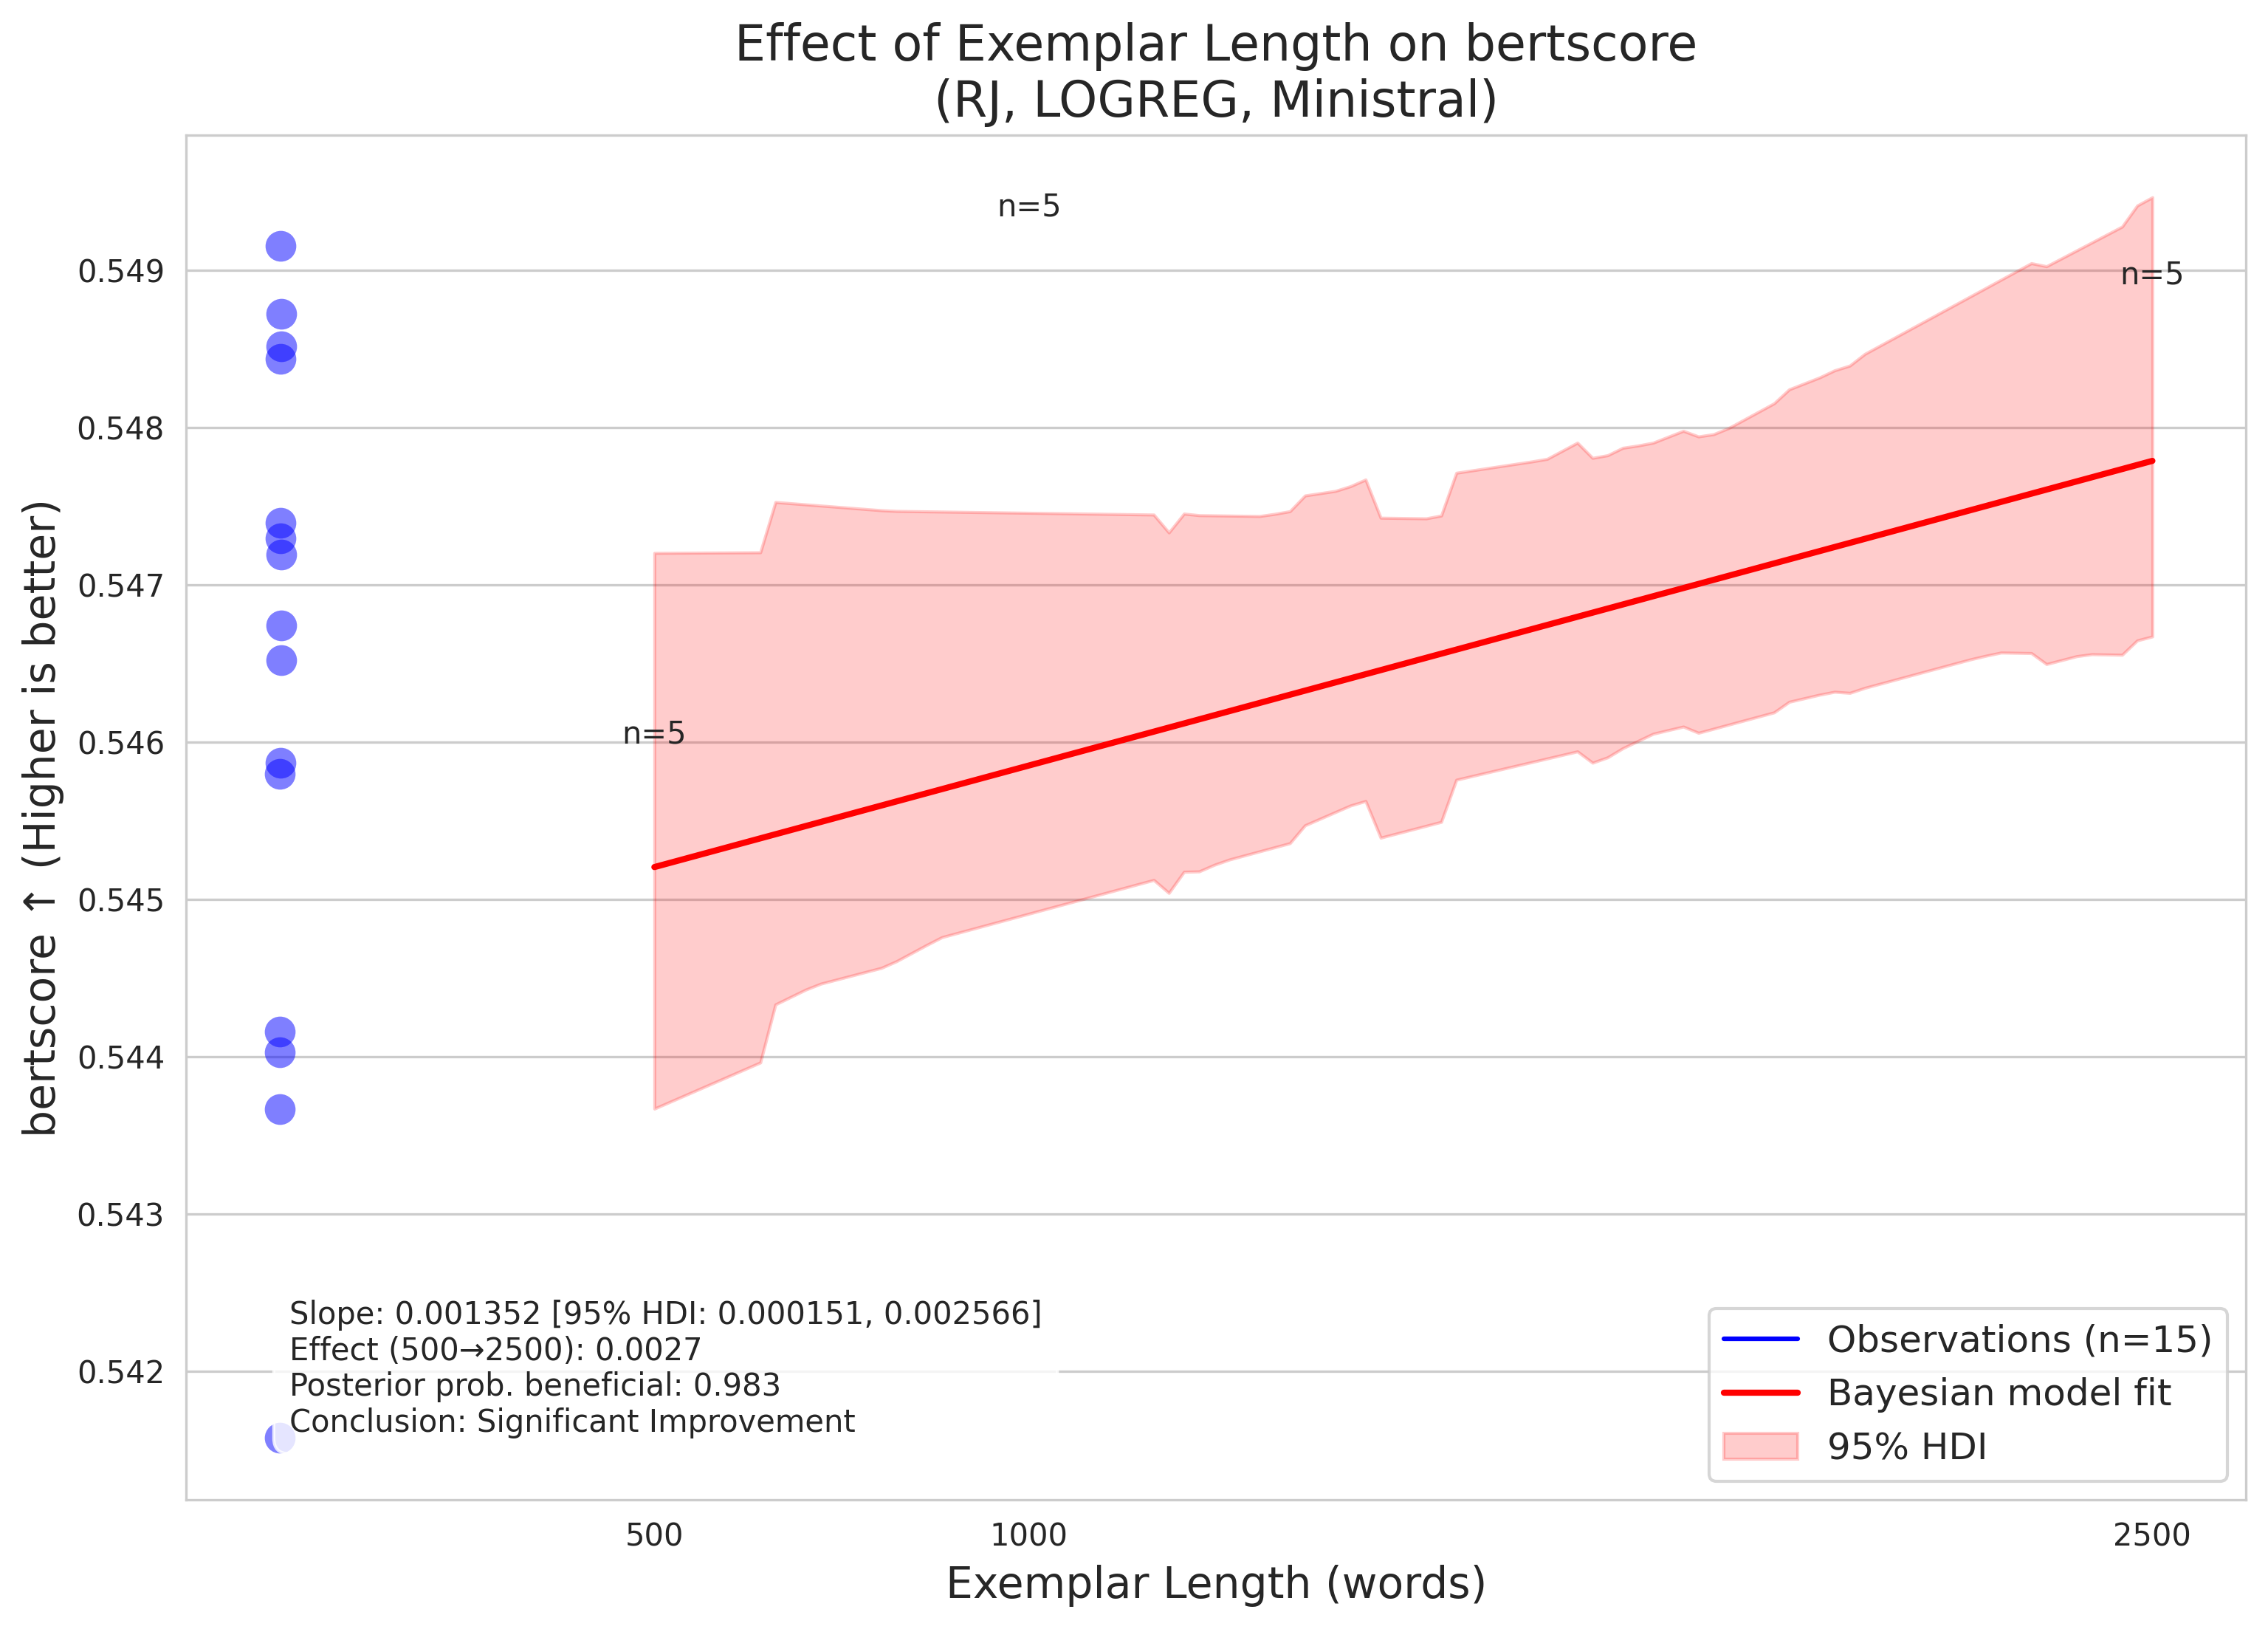 Effect of Exemplar Length on bertscore
(RJ, LOGREG, Ministral)
bertscore ↑ (Higher is better)
0.549
0.548
0.547
0.546
0.545
0.544
0.543
0.542
n=5
n=5
n=5
Slope: 0.001352 [95% HDI: 0.000151, 0.002566]
Effect (500→2500): 0.0027
Posterior prob. beneficial: 0.983
Conclusion: Significant Improvement
Observations (n=15)
Bayesian model fit
95% HDI
500 1000 2500
Exemplar Length (words)